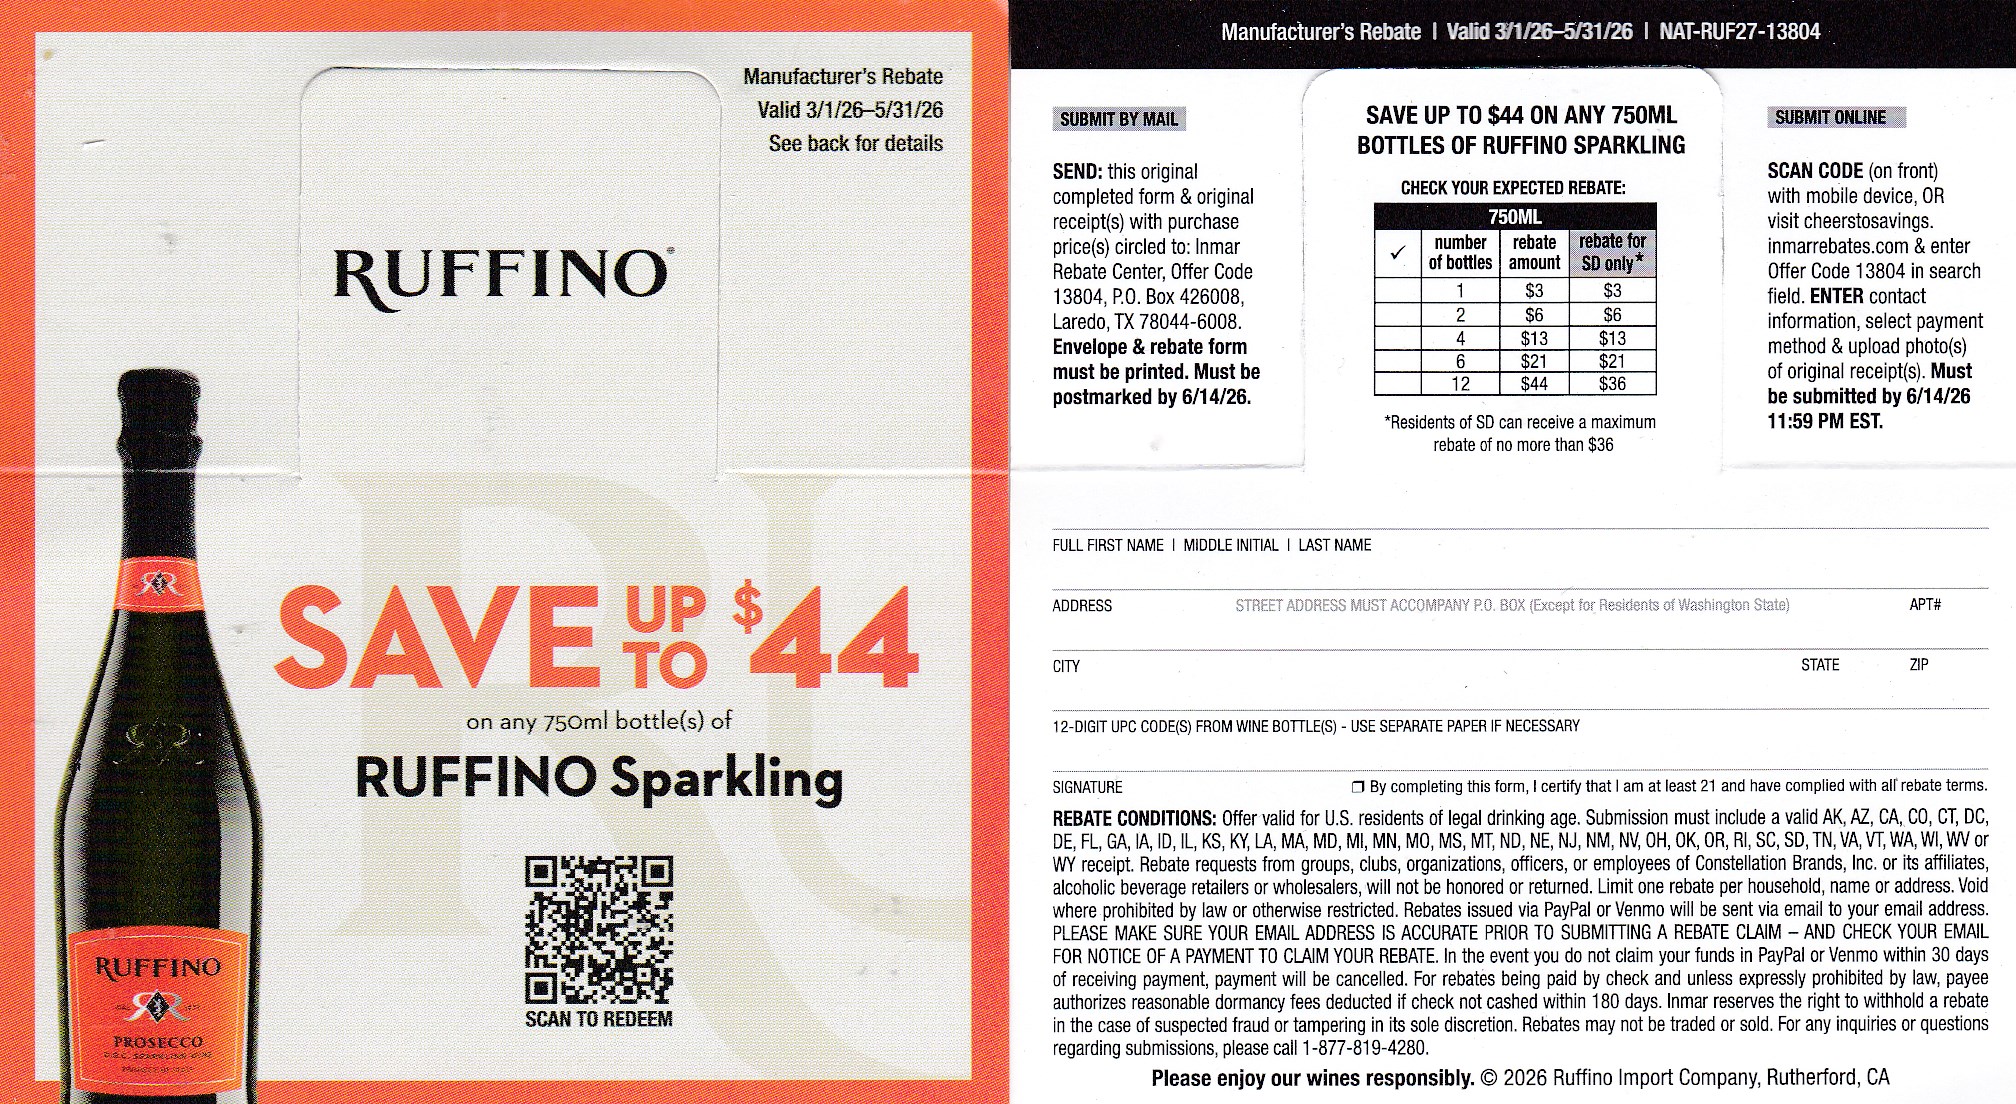 Manufacturer's Rebate
Valid 3/1/26–5/31/26
See back for details
RUFFINO®
SAVE UP TO $44
on any 750ml bottle(s) of
RUFFINO Sparkling
SCAN TO REDEEM
RUFFINO
PROSECCO
Manufacturer's Rebate | Valid 3/1/26–5/31/26 | NAT-RUF27-13804
SUBMIT BY MAIL
SEND: this original
completed form & original
receipt(s) with purchase
price(s) circled to: Inmar
Rebate Center, Offer Code
13804, P.O. Box 426008,
Laredo, TX 78044-6008.
Envelope & rebate form
must be printed. Must be
postmarked by 6/14/26.
SAVE UP TO $44 ON ANY 750ML
BOTTLES OF RUFFINO SPARKLING
CHECK YOUR EXPECTED REBATE:
750ML
✓ number of bottles rebate amount rebate for SD only*
1 $3 $3
2 $6 $6
4 $13 $13
6 $21 $21
12 $44 $36
*Residents of SD can receive a maximum
rebate of no more than $36
SUBMIT ONLINE
SCAN CODE (on front)
with mobile device, OR
visit cheerstosavings.
inmarrebates.com & enter
Offer Code 13804 in search
field. ENTER contact
information, select payment
method & upload photo(s)
of original receipt(s). Must
be submitted by 6/14/26
11:59 PM EST.
FULL FIRST NAME | MIDDLE INITIAL | LAST NAME
ADDRESS STREET ADDRESS MUST ACCOMPANY P.O. BOX (Except for Residents of Washington State) APT#
CITY STATE ZIP
12-DIGIT UPC CODE(S) FROM WINE BOTTLE(S) - USE SEPARATE PAPER IF NECESSARY
SIGNATURE ❒ By completing this form, I certify that I am at least 21 and have complied with all rebate terms.
REBATE CONDITIONS: Offer valid for U.S. residents of legal drinking age. Submission must include a valid AK, AZ, CA, CO, CT, DC,
DE, FL, GA, IA, ID, IL, KS, KY, LA, MA, MD, MI, MN, MO, MS, MT, ND, NE, NJ, NM, NV, OH, OK, OR, RI, SC, SD, TN, VA, VT, WA, WI, WV or
WY receipt. Rebate requests from groups, clubs, organizations, officers, or employees of Constellation Brands, Inc. or its affiliates,
alcoholic beverage retailers or wholesalers, will not be honored or returned. Limit one rebate per household, name or address. Void
where prohibited by law or otherwise restricted. Rebates issued via PayPal or Venmo will be sent via email to your email address.
PLEASE MAKE SURE YOUR EMAIL ADDRESS IS ACCURATE PRIOR TO SUBMITTING A REBATE CLAIM – AND CHECK YOUR EMAIL
FOR NOTICE OF A PAYMENT TO CLAIM YOUR REBATE. In the event you do not claim your funds in PayPal or Venmo within 30 days
of receiving payment, payment will be cancelled. For rebates being paid by check and unless expressly prohibited by law, payee
authorizes reasonable dormancy fees deducted if check not cashed within 180 days. Inmar reserves the right to withhold a rebate
in the case of suspected fraud or tampering in its sole discretion. Rebates may not be traded or sold. For any inquiries or questions
regarding submissions, please call 1-877-819-4280.
Please enjoy our wines responsibly. © 2026 Ruffino Import Company, Rutherford, CA